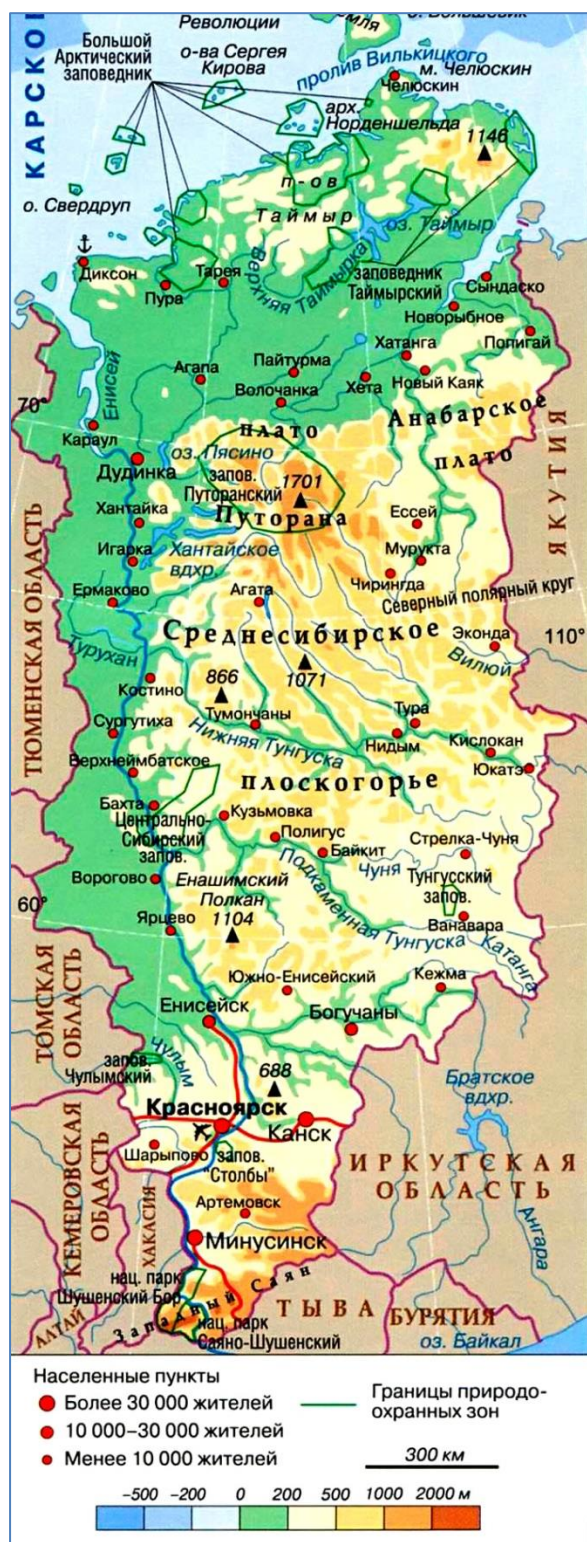 Революции
Земля
о. Большевик
Большой
Арктический
заповедник
о-ва Сергея
Кирова
пролив Вилькицкого
м. Челюскин
Челюскин
КАРСКОЕ
арх.
Норденшельда
1146
п-ов
Таймыр
оз. Таймыр
о. Свердруп
Верхняя Таймырка
заповедник
Таймырский
Диксон
Пура
Тарея
Сындаско
Новорыбное
Попигай
Хатанга
Енисей
Агапа
Пайтурма
Волочанка
Хета
Новый Каяк
70°
Караул
Анабарское
плато
плато
Дудинка
оз. Пясино
запов.
Путоранский
1701
Путорана
Хантайка
Ессей
ЯКУТИЯ
Игарка
Хантайское
вдхр.
Мурукта
Чирингда
Ермаково
Агата
Северный полярный круг
ТЮМЕНСКАЯ ОБЛАСТЬ
Турухан
Среднесибирское
Эконда
110°
Вилюй
1071
Костино
866
Тумончаны
Тура
Сургутиха
Нижняя Тунгуска
Нидым
Кислокан
Юкатэ
Верхнеимбатское
плоскогорье
Бахта
Центрально-
Сибирский
запов.
Кузьмовка
Полигус
Байкит
Стрелка-Чуня
Чуня
Ворогово
Енашимский
Полкан
1104
Подкаменная Тунгуска
Тунгусский
запов.
Ванавара
60°
Ярцево
Катанга
Южно-Енисейский
Кежма
ТОМСКАЯ
ОБЛАСТЬ
Енисейск
Богучаны
Чулым
запов.
Чулымский
688
Братское
вдхр.
Красноярск
Канск
КЕМЕРОВСКАЯ
ОБЛАСТЬ
Шарыпово
запов.
"Столбы"
ИРКУТСКАЯ
ОБЛАСТЬ
ХАКАСИЯ
Артемовск
Ангара
Минусинск
нац. парк
Шушенский Бор
Западный Саян
АЛТАЙ
нац. парк
Саяно-Шушенский
ТЫВА
БУРЯТИЯ
оз. Байкал
Населенные пункты
Более 30 000 жителей
10 000–30 000 жителей
Менее 10 000 жителей
Границы природо-
охранных зон
300 км
–500 –200 0 200 500 1000 2000 м